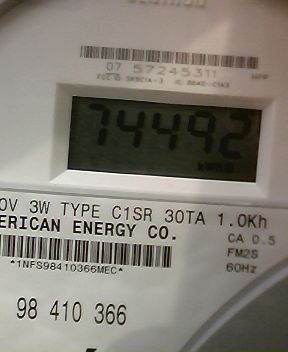 07 57245311
74492
0V 3W TYPE C1SR 30TA 1.0Kh
ERICAN ENERGY CO.
CA 0.5
FM2S
60Hz
*1NFS98410366MEC*
98 410 366